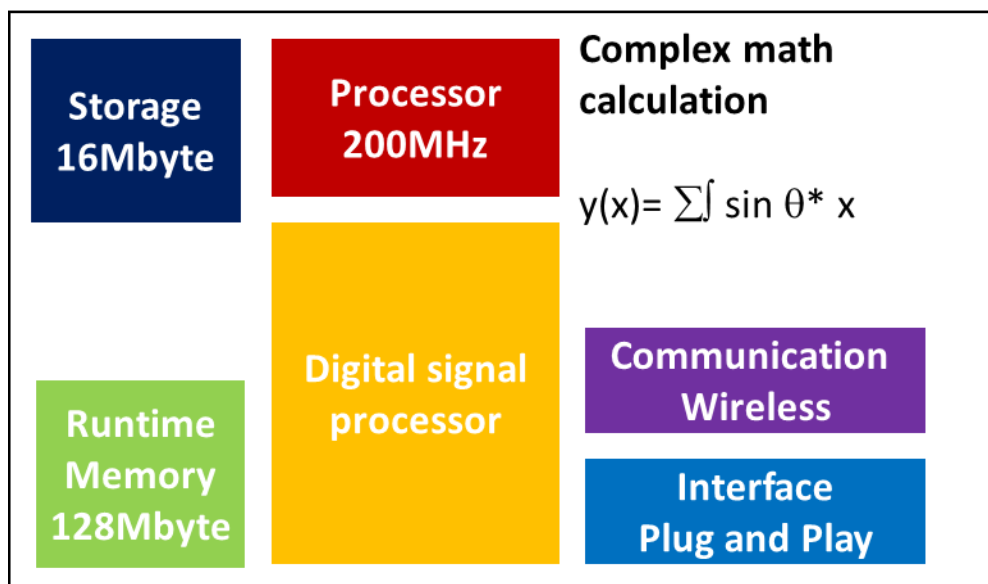 Storage
16Mbyte
Processor
200MHz
Complex math
calculation
y(x)= ∑∫ sin θ* x
Digital signal
processor
Runtime
Memory
128Mbyte
Communication
Wireless
Interface
Plug and Play